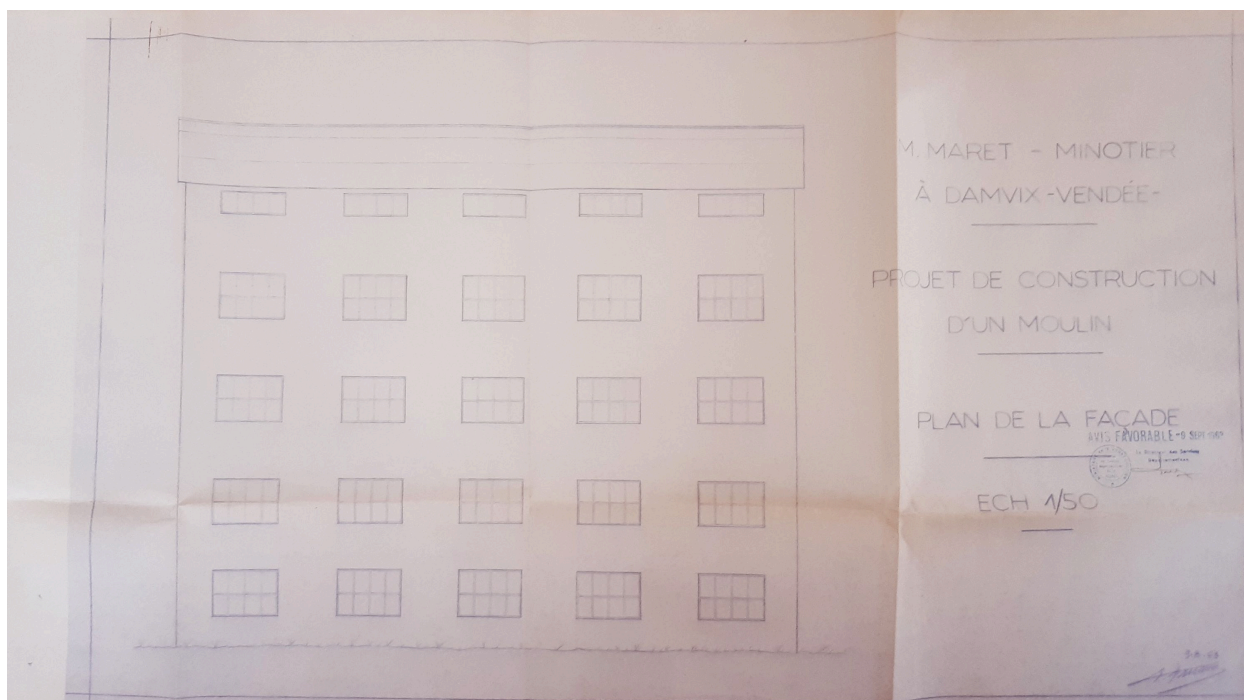 M. MARET - MINOTIER
À DAMVIX -VENDÉE-
PROJET DE CONSTRUCTION
D'UN MOULIN
PLAN DE LA FAÇADE
AVIS FAVORABLE
ECH 1/50